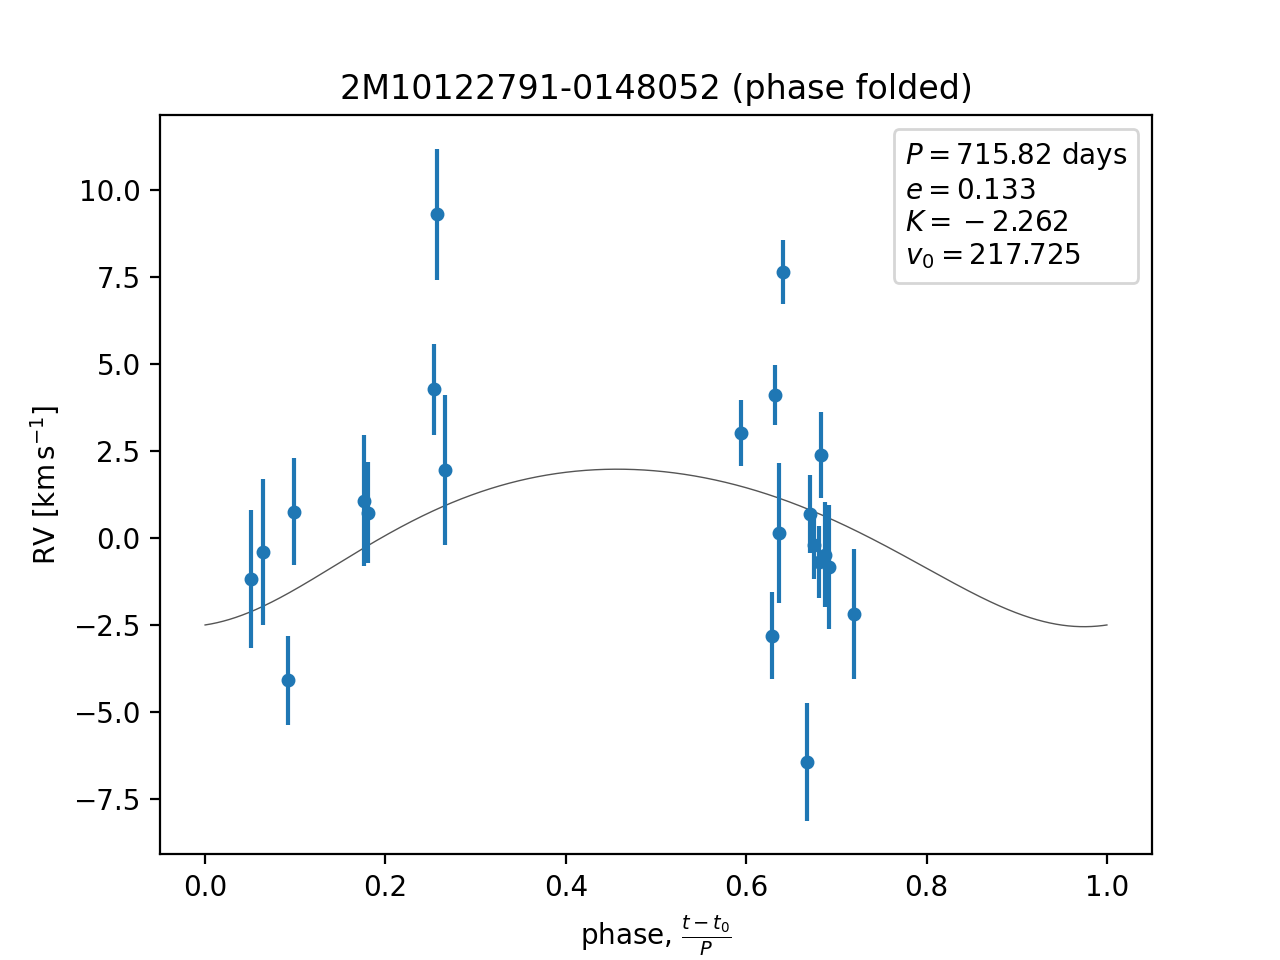 2M10122791-0148052 (phase folded)
P = 715.82 days
e = 0.133
K = −2.262
v₀ = 217.725
10.0
7.5
5.0
2.5
0.0
−2.5
−5.0
−7.5
RV [km s⁻¹]
0.0 0.2 0.4 0.6 0.8 1.0
phase, (t − t₀)/P